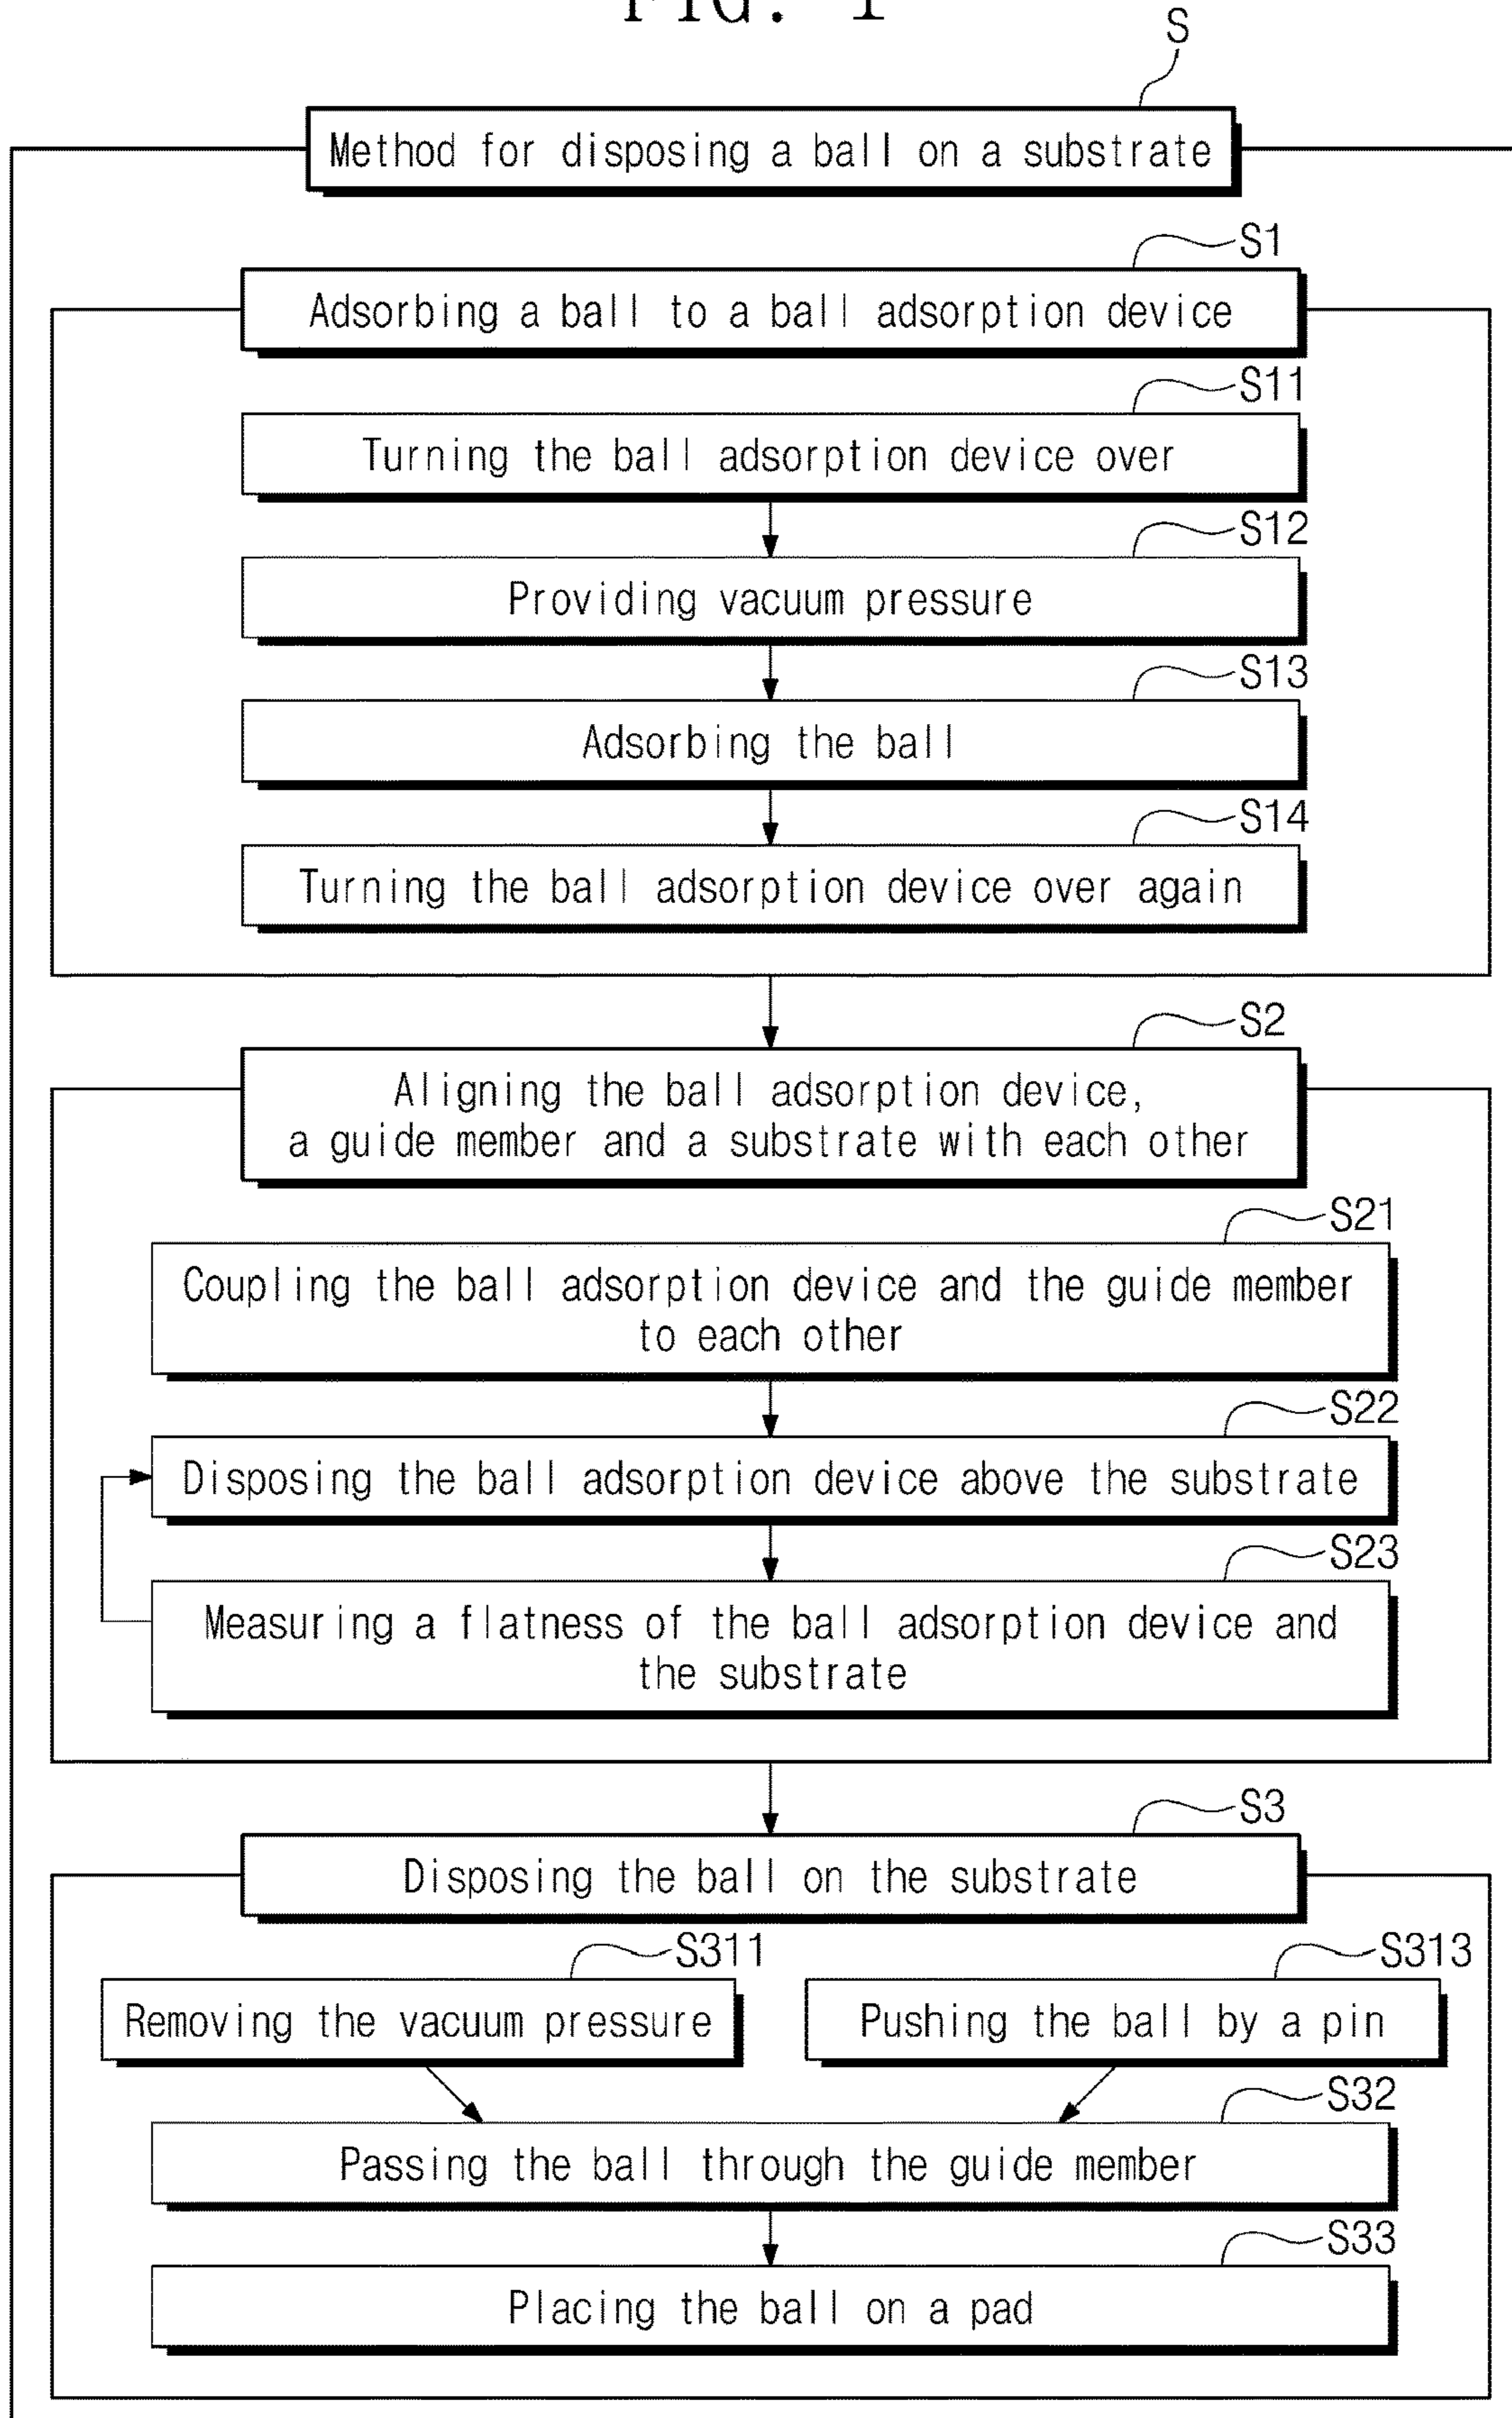 FIG. 1
S
Method for disposing a ball on a substrate
S1
Adsorbing a ball to a ball adsorption device
S11
Turning the ball adsorption device over
S12
Providing vacuum pressure
S13
Adsorbing the ball
S14
Turning the ball adsorption device over again
S2
Aligning the ball adsorption device,
a guide member and a substrate with each other
S21
Coupling the ball adsorption device and the guide member
to each other
S22
Disposing the ball adsorption device above the substrate
S23
Measuring a flatness of the ball adsorption device and
the substrate
S3
Disposing the ball on the substrate
S311
S313
Removing the vacuum pressure
Pushing the ball by a pin
S32
Passing the ball through the guide member
S33
Placing the ball on a pad